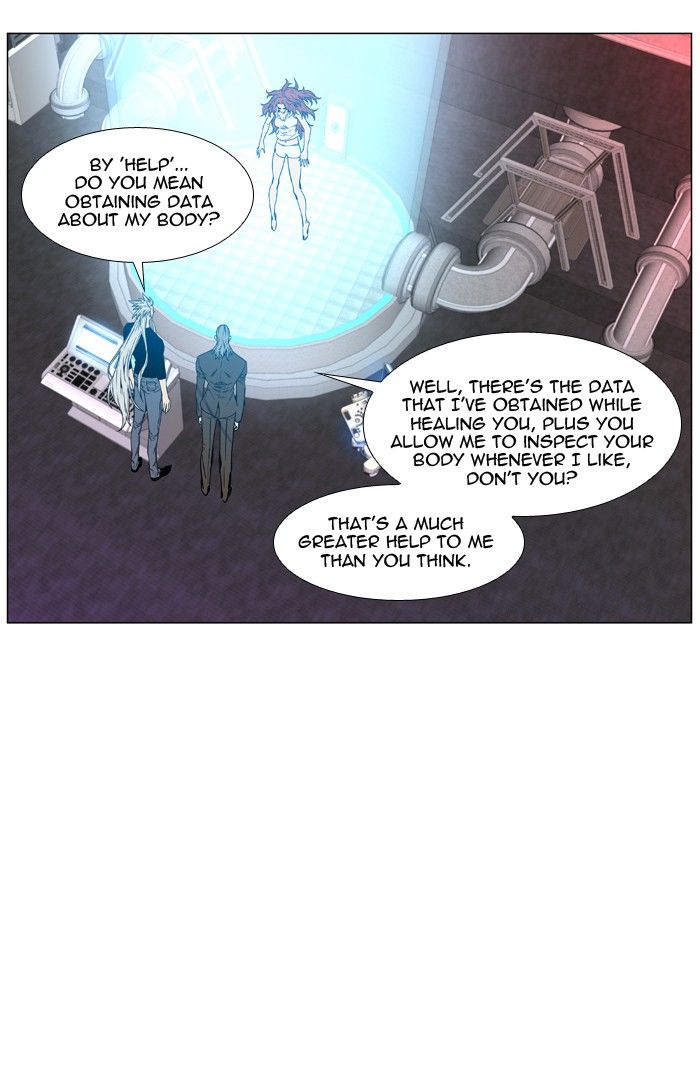 BY 'HELP'...
DO YOU MEAN
OBTAINING DATA
ABOUT MY BODY?
WELL, THERE'S THE DATA
THAT I'VE OBTAINED WHILE
HEALING YOU, PLUS YOU
ALLOW ME TO INSPECT YOUR
BODY WHENEVER I LIKE,
DON'T YOU?
THAT'S A MUCH
GREATER HELP TO ME
THAN YOU THINK.